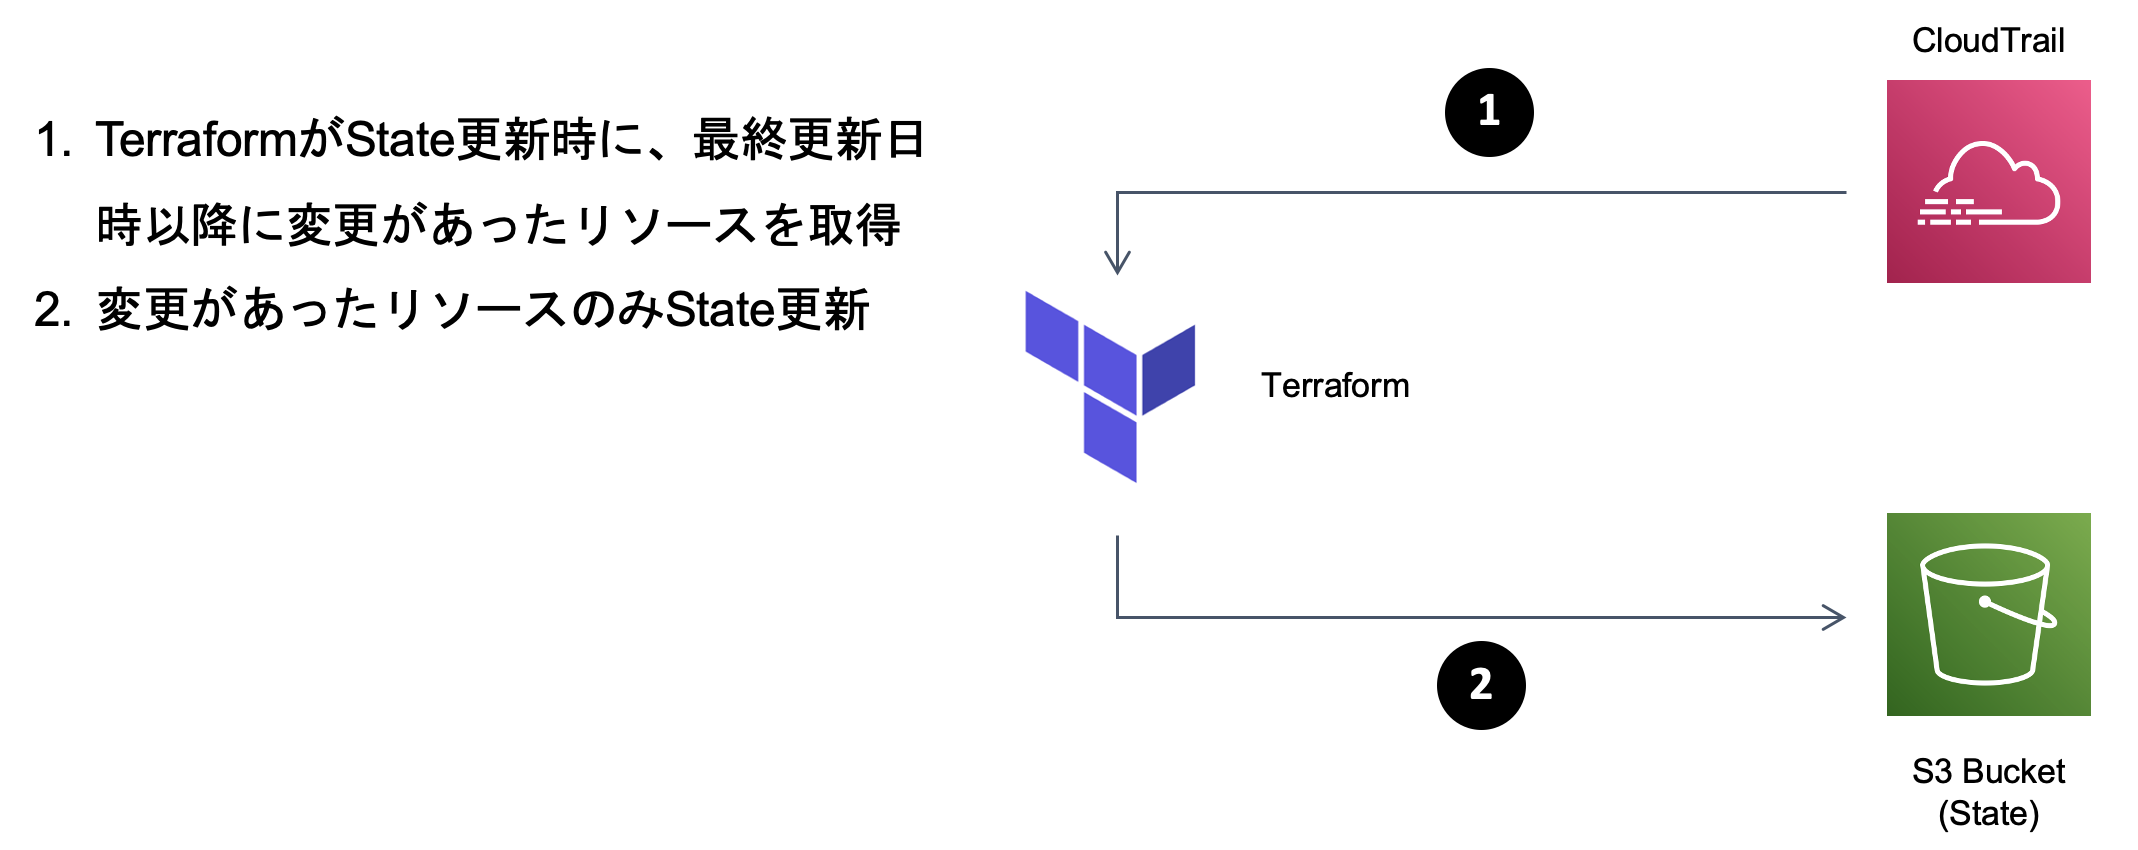 1. TerraformがState更新時に、最終更新日
時以降に変更があったリソースを取得
2. 変更があったリソースのみState更新
CloudTrail
1
Terraform
2
S3 Bucket
(State)